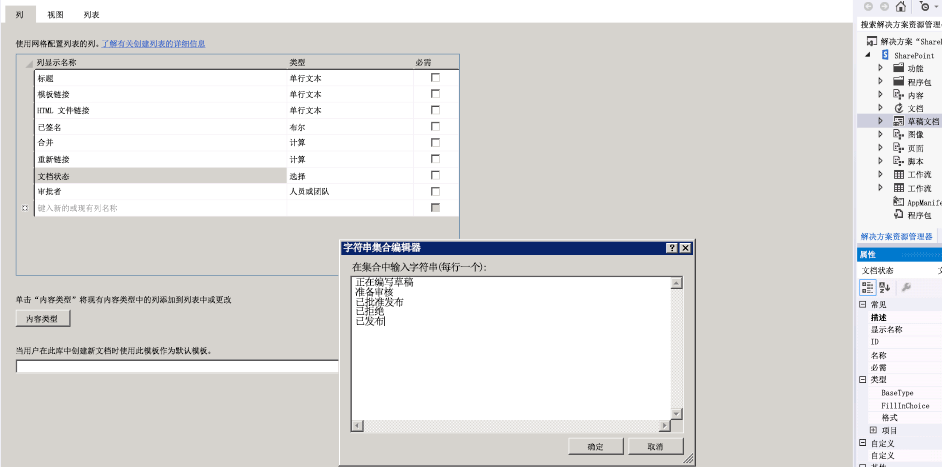 列 视图 列表
使用网格配置列表的列。了解有关创建列表的详细信息
列显示名称 类型 必需
标题 单行文本
模板链接 单行文本
HTML 文件链接 单行文本
已签名 布尔
合并 计算
重新链接 计算
文档状态 选择
审批者 人员或团队
键入新的或现有列名称
单击“内容类型”将现有内容类型中的列添加到列表中或更改
内容类型
当用户在此库中创建新文档时使用此模板作为默认模板。
字符串集合编辑器
在集合中输入字符串(每行一个):
正在编写草稿
准备审核
已批准发布
已拒绝
已发布
确定 取消
搜索解决方案资源管理
解决方案“Share
SharePoint
功能
程序包
内容
文档
草稿文档
图像
页面
脚本
工作流
工作流
AppManife
程序包
解决方案资源管理器
属性
文档状态
常见
描述
显示名称
ID
名称
必需
类型
BaseType
FillInChoice
格式
项目
自定义
自定义